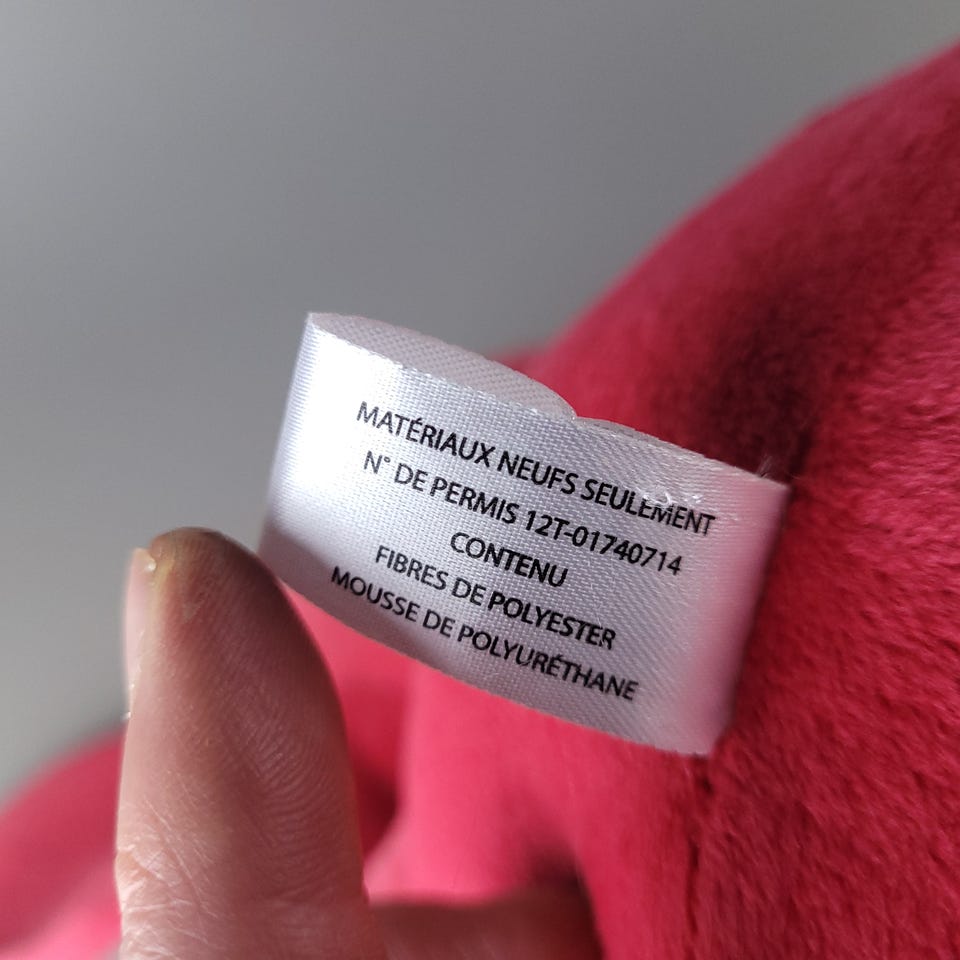 MATÉRIAUX NEUFS SEULEMENT
N° DE PERMIS 12T-01740714
CONTENU
FIBRES DE POLYESTER
MOUSSE DE POLYURÉTHANE